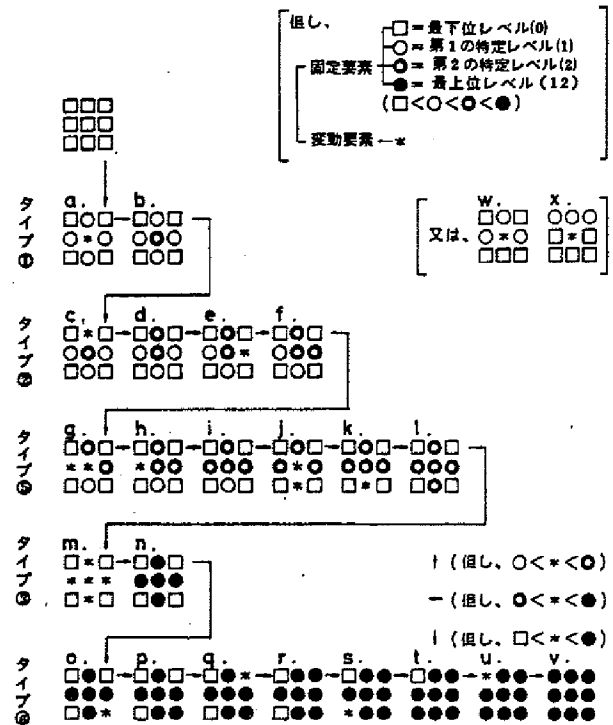 但し、
□=最下位レベル(0)
○=第1の特定レベル(1)
固定要素
◎=第2の特定レベル(2)
●=最上位レベル(12)
(□<○<◎<●)
変動要素←*
タイプ①
a. b.
□○□→□○□
○*○ ○◎○
□○□ □○□
又は、
w. x.
□○□ ○○○
○*○ □*□
□□□ □□□
タイプ②
c. d. e. f.
□*□→□◎□→□◎□→□◎□
○◎○ ○◎○ ○◎* ○◎◎
□○□ □○□ □○□ □○□
タイプ
g. h. i. j. k. l.
□◎□→□◎□→□◎□→□◎□→□◎□→□◎□
**◎ *◎◎ ◎◎◎ ◎*◎ ◎◎◎ ◎◎◎
□○□ □○□ □○□ □*□ □*□ □◎□
タイプ
m. n.
□*□→□●□
*** ●●●
□*□ □●□
(但し、○<*<◎)
(但し、◎<*<●)
(但し、□<*<●)
タイプ
o. p. q. r. s. t. u. v.